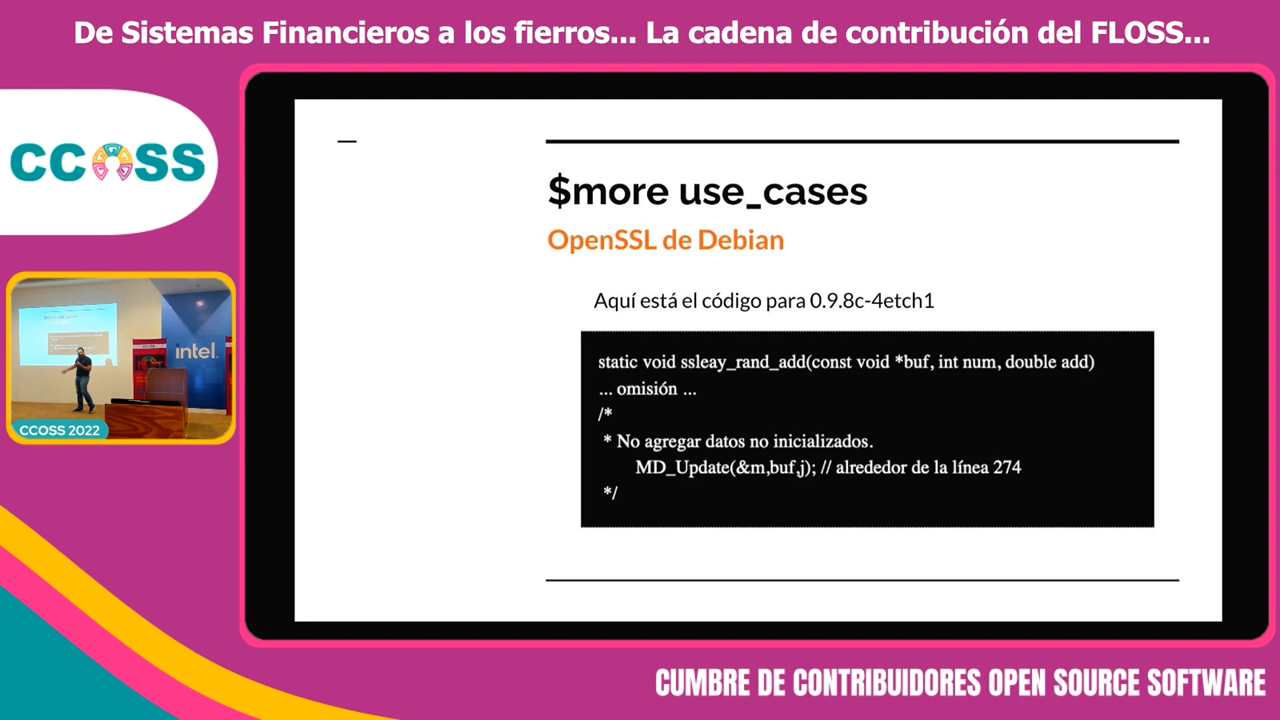 De Sistemas Financieros a los fierros... La cadena de contribución del FLOSS...
CCOSS
$more use_cases
OpenSSL de Debian
Aquí está el código para 0.9.8c-4etch1
static void ssleay_rand_add(const void *buf, int num, double add)
... omisión ...
/*
* No agregar datos no inicializados.
MD_Update(&m,buf,j); // alrededor de la línea 274
*/
intel.
CCOSS 2022
CUMBRE DE CONTRIBUIDORES OPEN SOURCE SOFTWARE